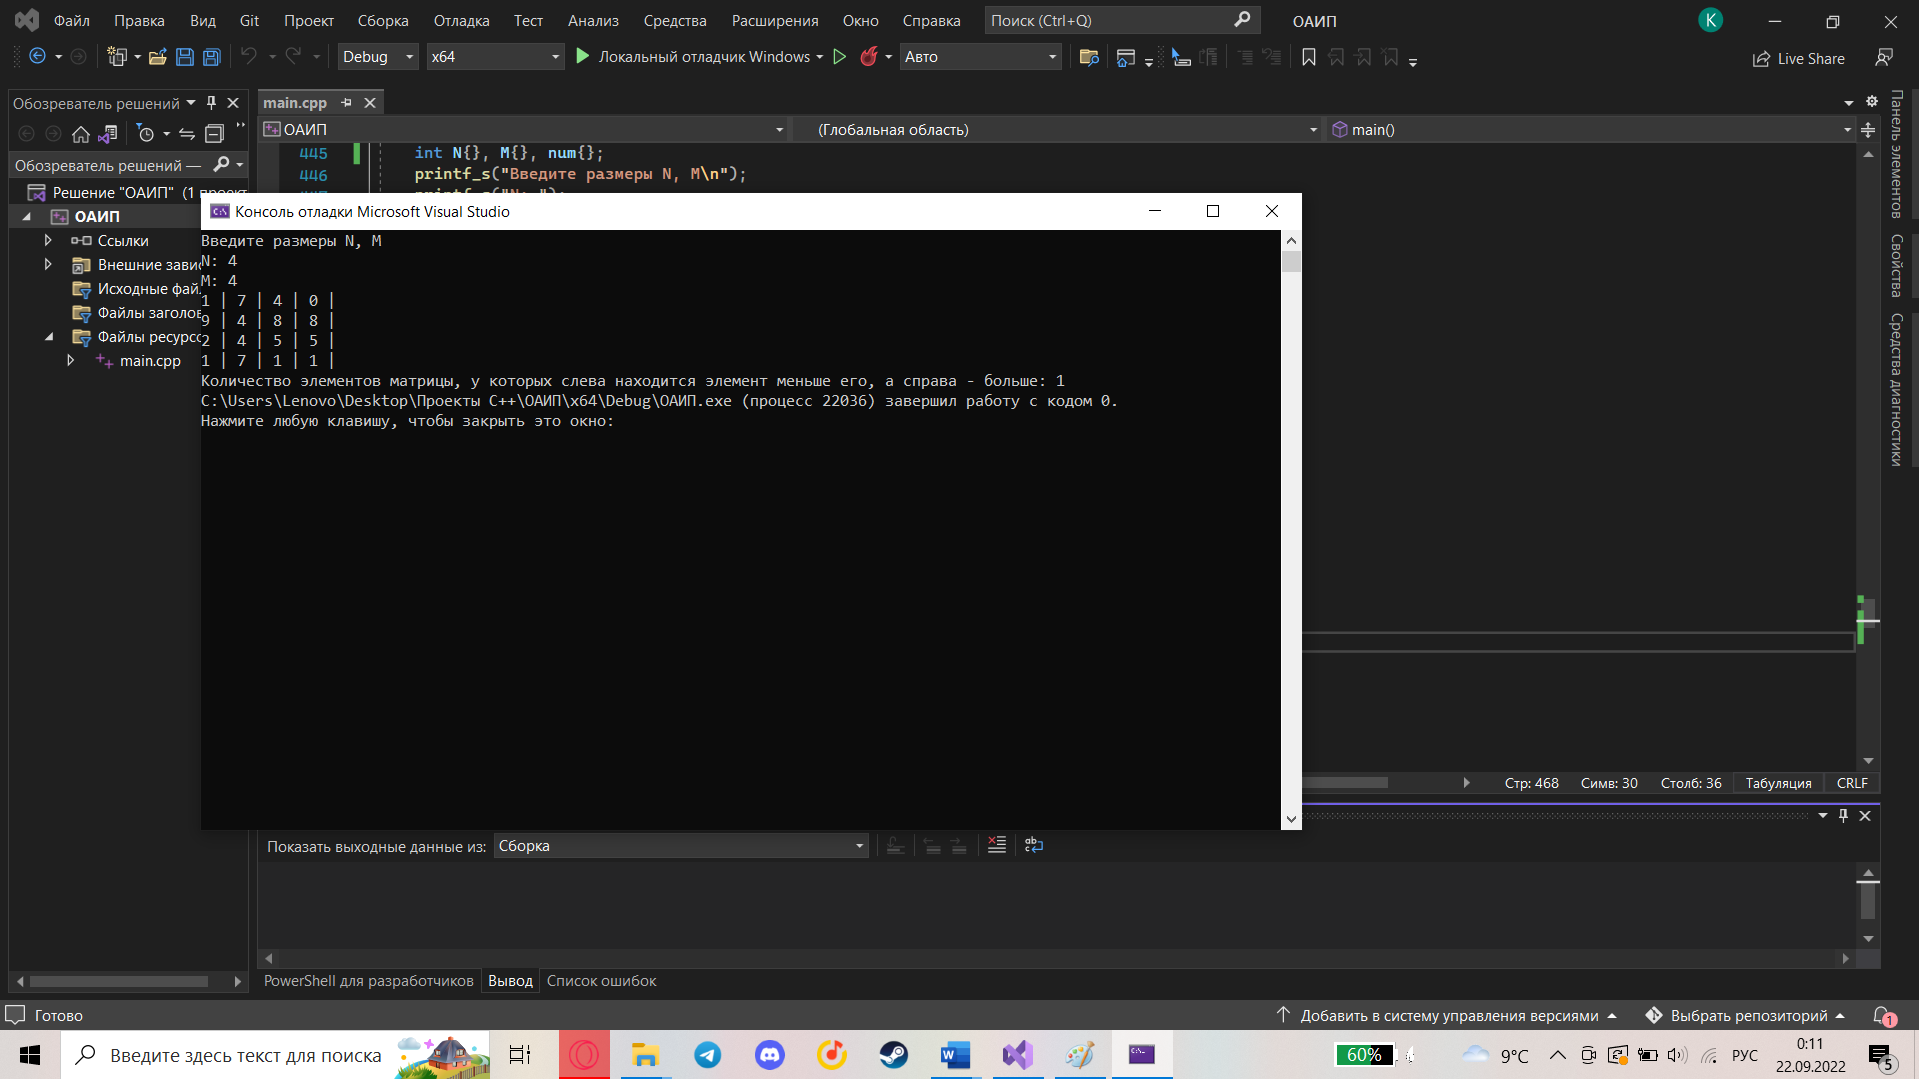 Файл Правка Вид Git Проект Сборка Отладка Тест Анализ Средства Расширения Окно Справка Поиск (Ctrl+Q) ОАИП K
Debug x64 Локальный отладчик Windows Авто Live Share
Обозреватель решений main.cpp
ОАИП (Глобальная область) main()
Обозреватель решений —
445 int N{}, M{}, num{};
446 printf_s("Введите размеры N, M\n");
Решение "ОАИП" (1 проект
ОАИП
Ссылки
Внешние зави
Исходные фай
Файлы заголов
Файлы ресурсо
main.cpp
Консоль отладки Microsoft Visual Studio
Введите размеры N, M
N: 4
M: 4
1 | 7 | 4 | 0 |
9 | 4 | 8 | 8 |
2 | 4 | 5 | 5 |
1 | 7 | 1 | 1 |
Количество элементов матрицы, у которых слева находится элемент меньше его, а справа - больше: 1
C:\Users\Lenovo\Desktop\Проекты C++\ОАИП\x64\Debug\ОАИП.exe (процесс 22036) завершил работу с кодом 0.
Нажмите любую клавишу, чтобы закрыть это окно:
Панель элементов
Свойства
Средства диагностики
Стр: 468 Симв: 30 Столб: 36 Табуляция CRLF
Показать выходные данные из: Сборка
PowerShell для разработчиков Вывод Список ошибок
Готово Добавить в систему управления версиями Выбрать репозиторий 1
Введите здесь текст для поиска 60% 9°C РУС 0:11
22.09.2022 5